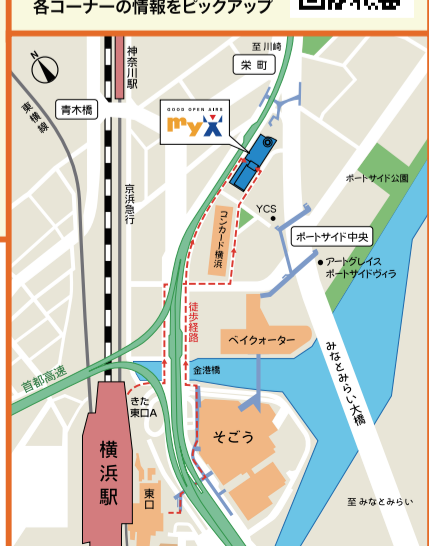 各コーナーの情報をピックアップ
N
神奈川駅
至 川崎
栄 町
東横線
青木橋
GOOD OPEN AIRS
myX
京浜急行
ポートサイド公園
YCS
コンカード横浜
ポートサイド中央
アートグレイス
ポートサイドヴィラ
徒歩経路
ベイクォーター
みなとみらい大橋
首都高速
金港橋
きた
東口A
そごう
横浜駅
東口
至 みなとみらい